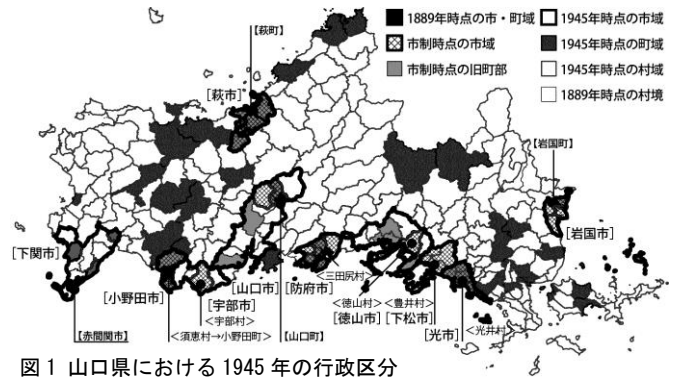 1889年時点の市・町域
1945年時点の市域
市制時点の市域
1945年時点の町域
市制時点の旧町部
1945年時点の村域
1889年時点の村境
【萩町】
[萩市]
【岩国町】
[岩国市]
[下関市]
[小野田市]
[山口市]
[防府市]
<三田尻村>
<徳山村>
<豊井村>
[宇部市]
[徳山市]
[下松市]
<宇部村>
[光市]
<光井村>
【赤間関市】
<須恵村→小野田町>
【山口町】
図1 山口県における 1945 年の行政区分